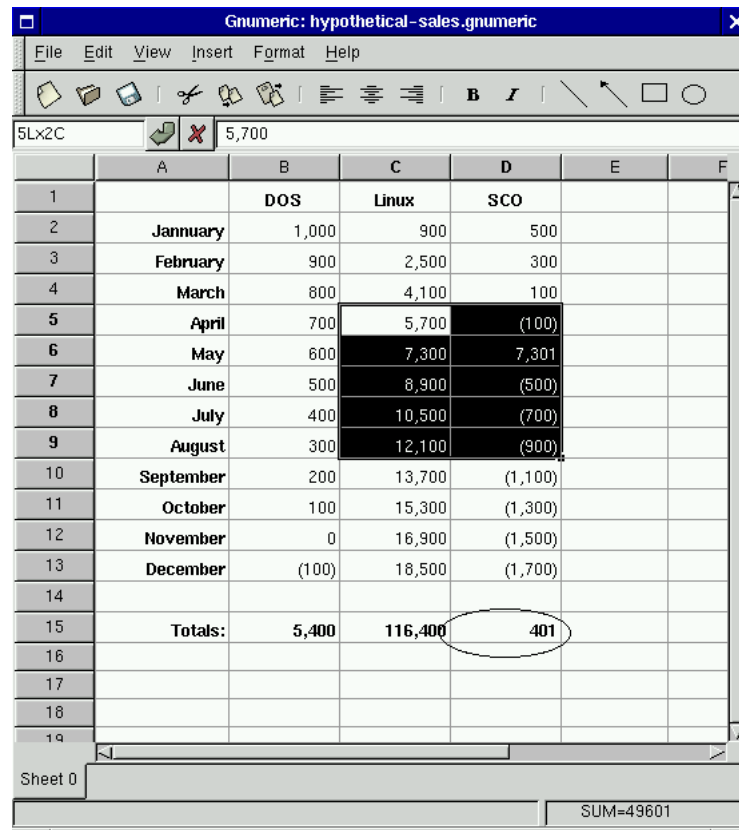 Gnumeric: hypothetical-sales.gnumeric
File Edit View Insert Format Help
B I
5Lx2C 5,700
A B C D E F
1 DOS Linux SCO
2 Jannuary 1,000 900 500
3 February 900 2,500 300
4 March 800 4,100 100
5 April 700 5,700 (100)
6 May 600 7,300 7,301
7 June 500 8,900 (500)
8 July 400 10,500 (700)
9 August 300 12,100 (900)
10 September 200 13,700 (1,100)
11 October 100 15,300 (1,300)
12 November 0 16,900 (1,500)
13 December (100) 18,500 (1,700)
14
15 Totals: 5,400 116,400 401
16
17
18
19
Sheet 0
SUM=49601